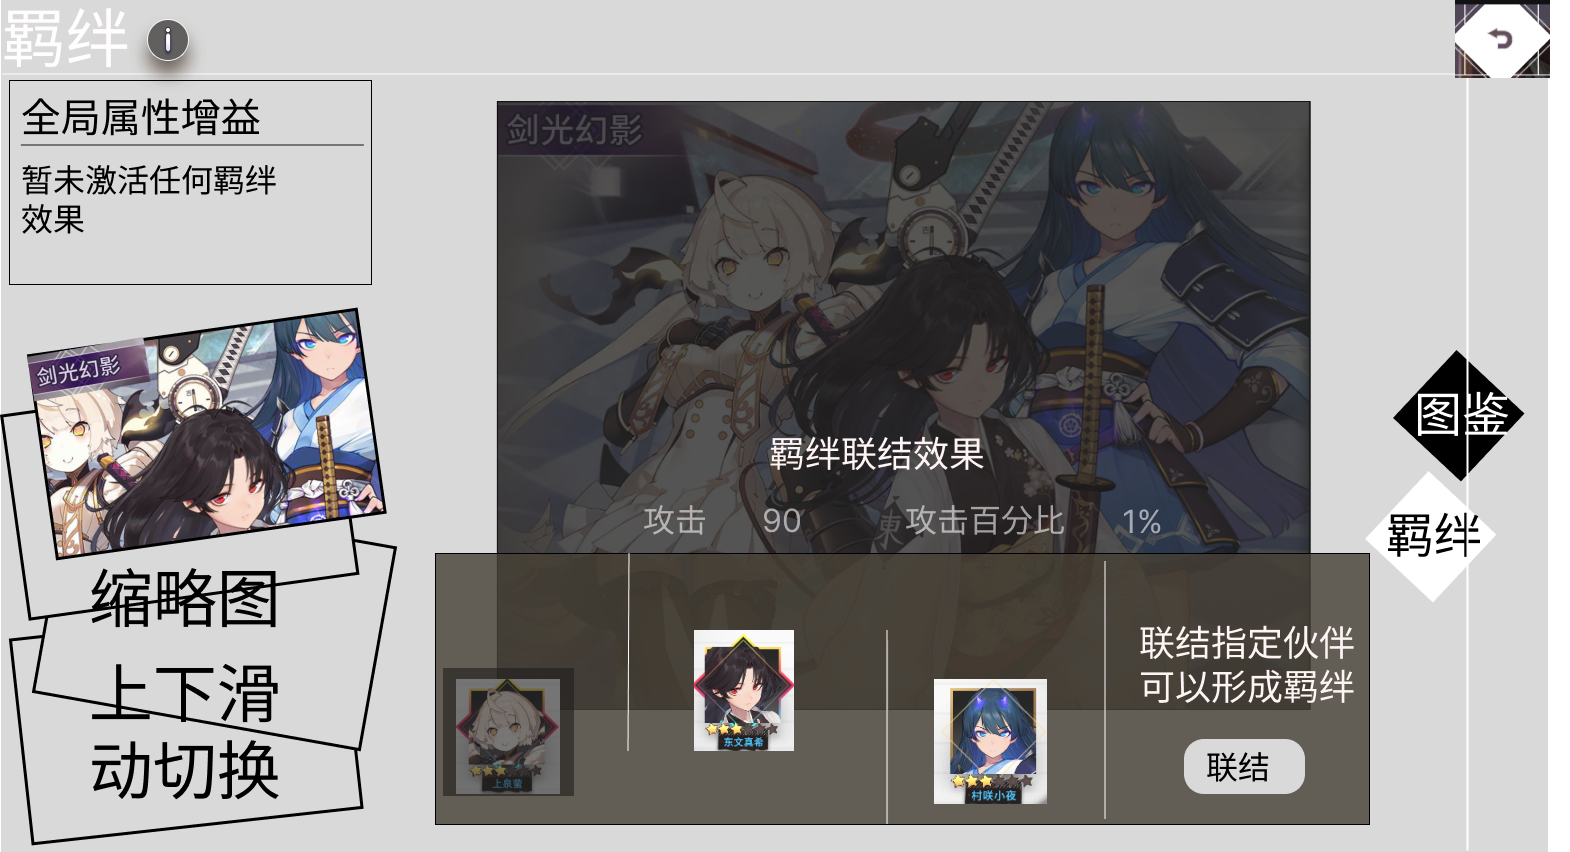 羁绊
i
全局属性增益
暂未激活任何羁绊
效果
剑光幻影
剑光幻影
缩略图
上下滑
动切换
羁绊联结效果
攻击 90 攻击百分比 1%
東
上泉莹
东文真希
村咲小夜
联结指定伙伴
可以形成羁绊
联结
图鉴
羁绊